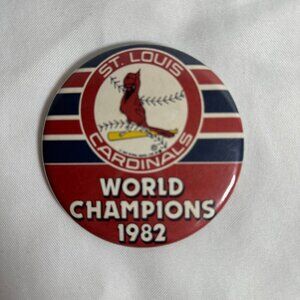 ST. LOUIS
CARDINALS
WORLD
CHAMPIONS
1982